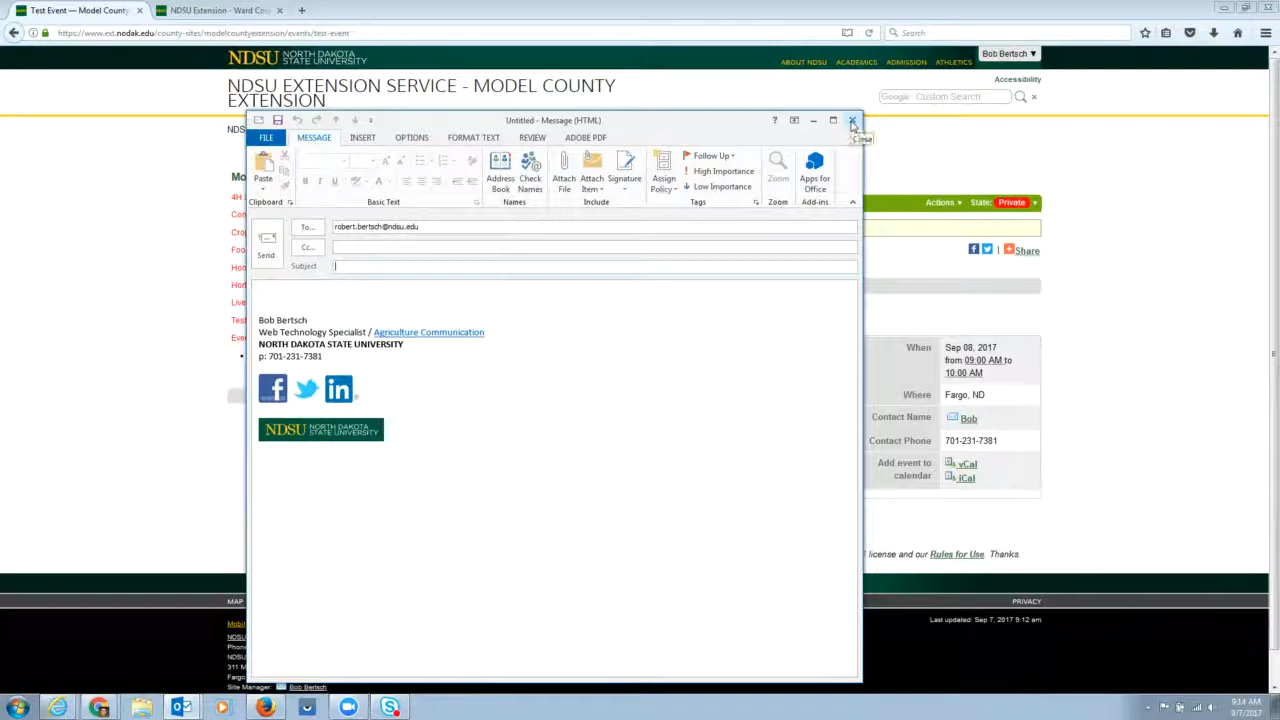 Test Event — Model County
NDSU Extension - Ward Cou
https://www.ext.nodak.edu/county-sites/modelcountyextension/events/test-event
Search
Bob Bertsch ▼
NDSU NORTH DAKOTA STATE UNIVERSITY
ABOUT NDSU ACADEMICS ADMISSION ATHLETICS
Accessibility
NDSU EXTENSION SERVICE - MODEL COUNTY
EXTENSION
Google Custom Search
Untitled - Message (HTML)
FILE MESSAGE INSERT OPTIONS FORMAT TEXT REVIEW ADOBE PDF
Close
Paste
Address Book
Check Names
Attach File
Attach Item
Signature
Assign Policy
Follow Up
High Importance
Low Importance
Zoom
Apps for Office
Clipboard
Basic Text
Names
Include
Tags
Zoom
Add-ins
Send
To...
robert.bertsch@ndsu.edu
Cc...
Subject
Actions ▼ State: Private
Share
Bob Bertsch
Web Technology Specialist / Agriculture Communication
NORTH DAKOTA STATE UNIVERSITY
p: 701-231-7381
NDSU NORTH DAKOTA STATE UNIVERSITY
When
Sep 08, 2017
from 09:00 AM to
10:00 AM
Where
Fargo, ND
Contact Name
Bob
Contact Phone
701-231-7381
Add event to calendar
vCal
iCal
license and our Rules for Use. Thanks.
MAP
PRIVACY
Last updated: Sep 7, 2017 9:12 am
NDSU
NDSU
311 M
Fargo
Site Manager: Bob Bertsch
9:14 AM
9/7/2017